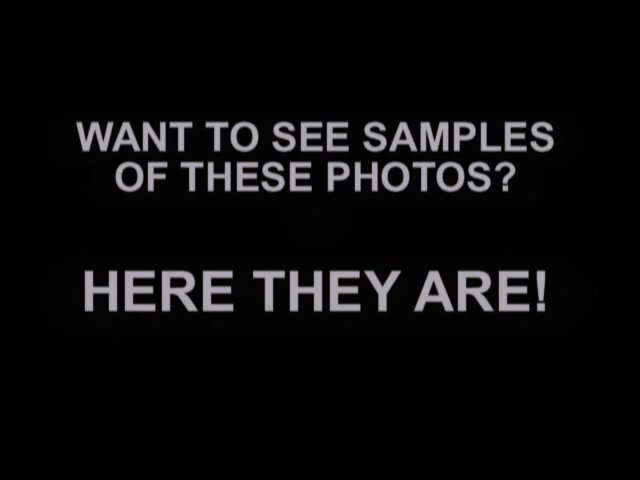 WANT TO SEE SAMPLES
OF THESE PHOTOS?
HERE THEY ARE!